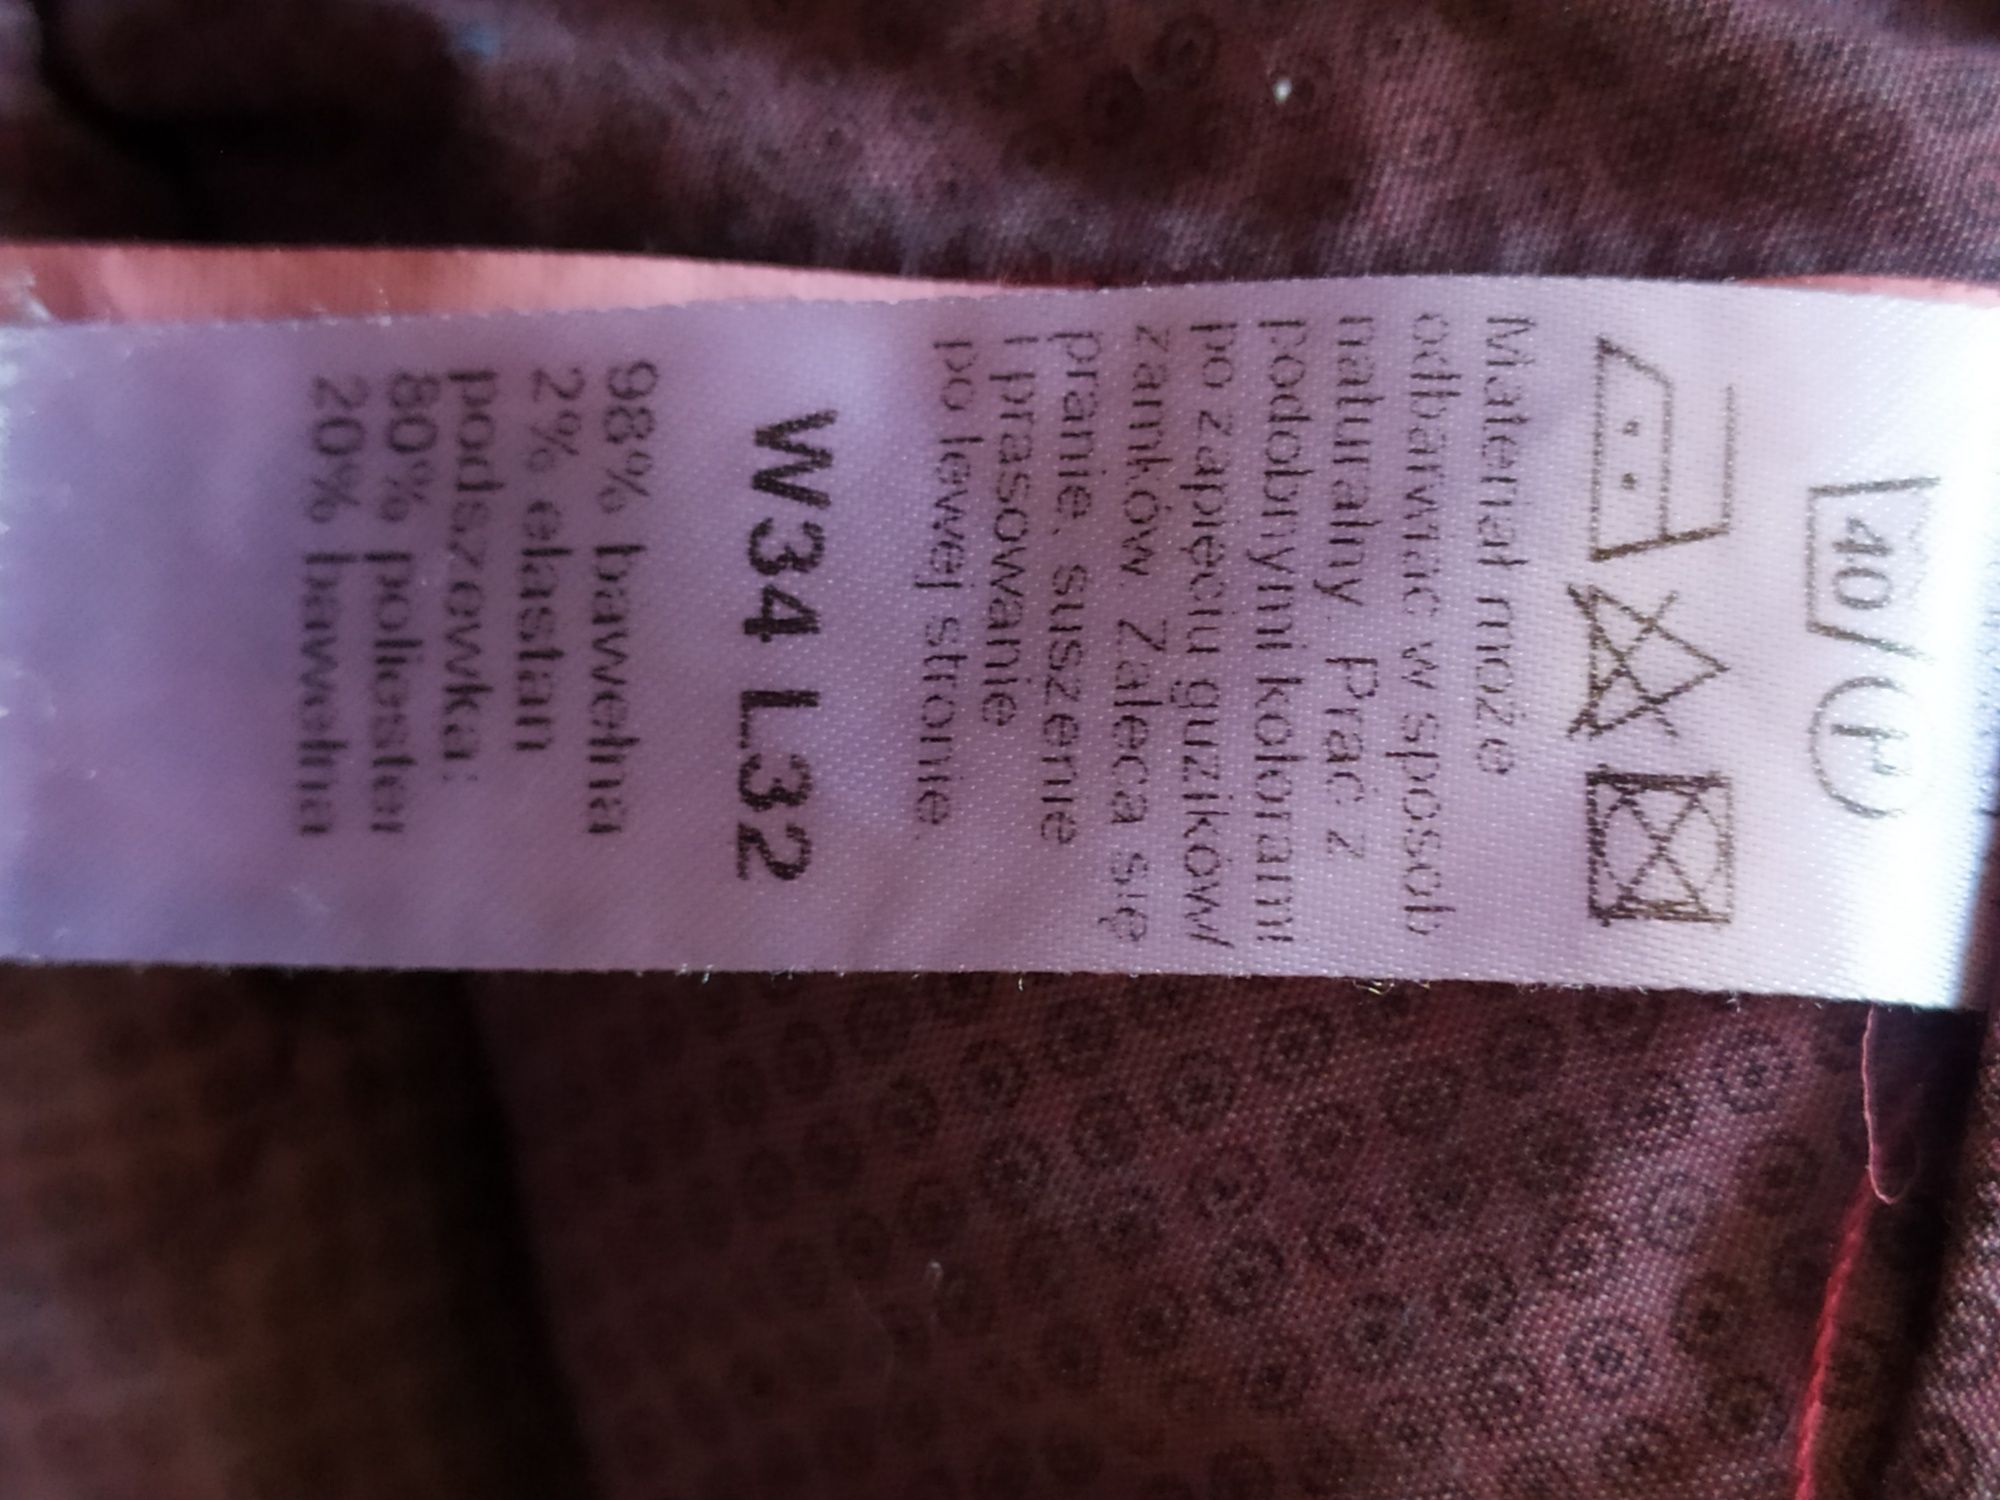 40 P
Materiał może
odbarwiać w sposób
naturalny. Prać z
podobnymi kolorami
po zapięciu guzików/
zamków. Zaleca się
pranie, suszenie
i prasowanie
po lewej stronie.
W34 L32
98% bawełna
2% elastan
podszewka:
80% poliester
20% bawełna